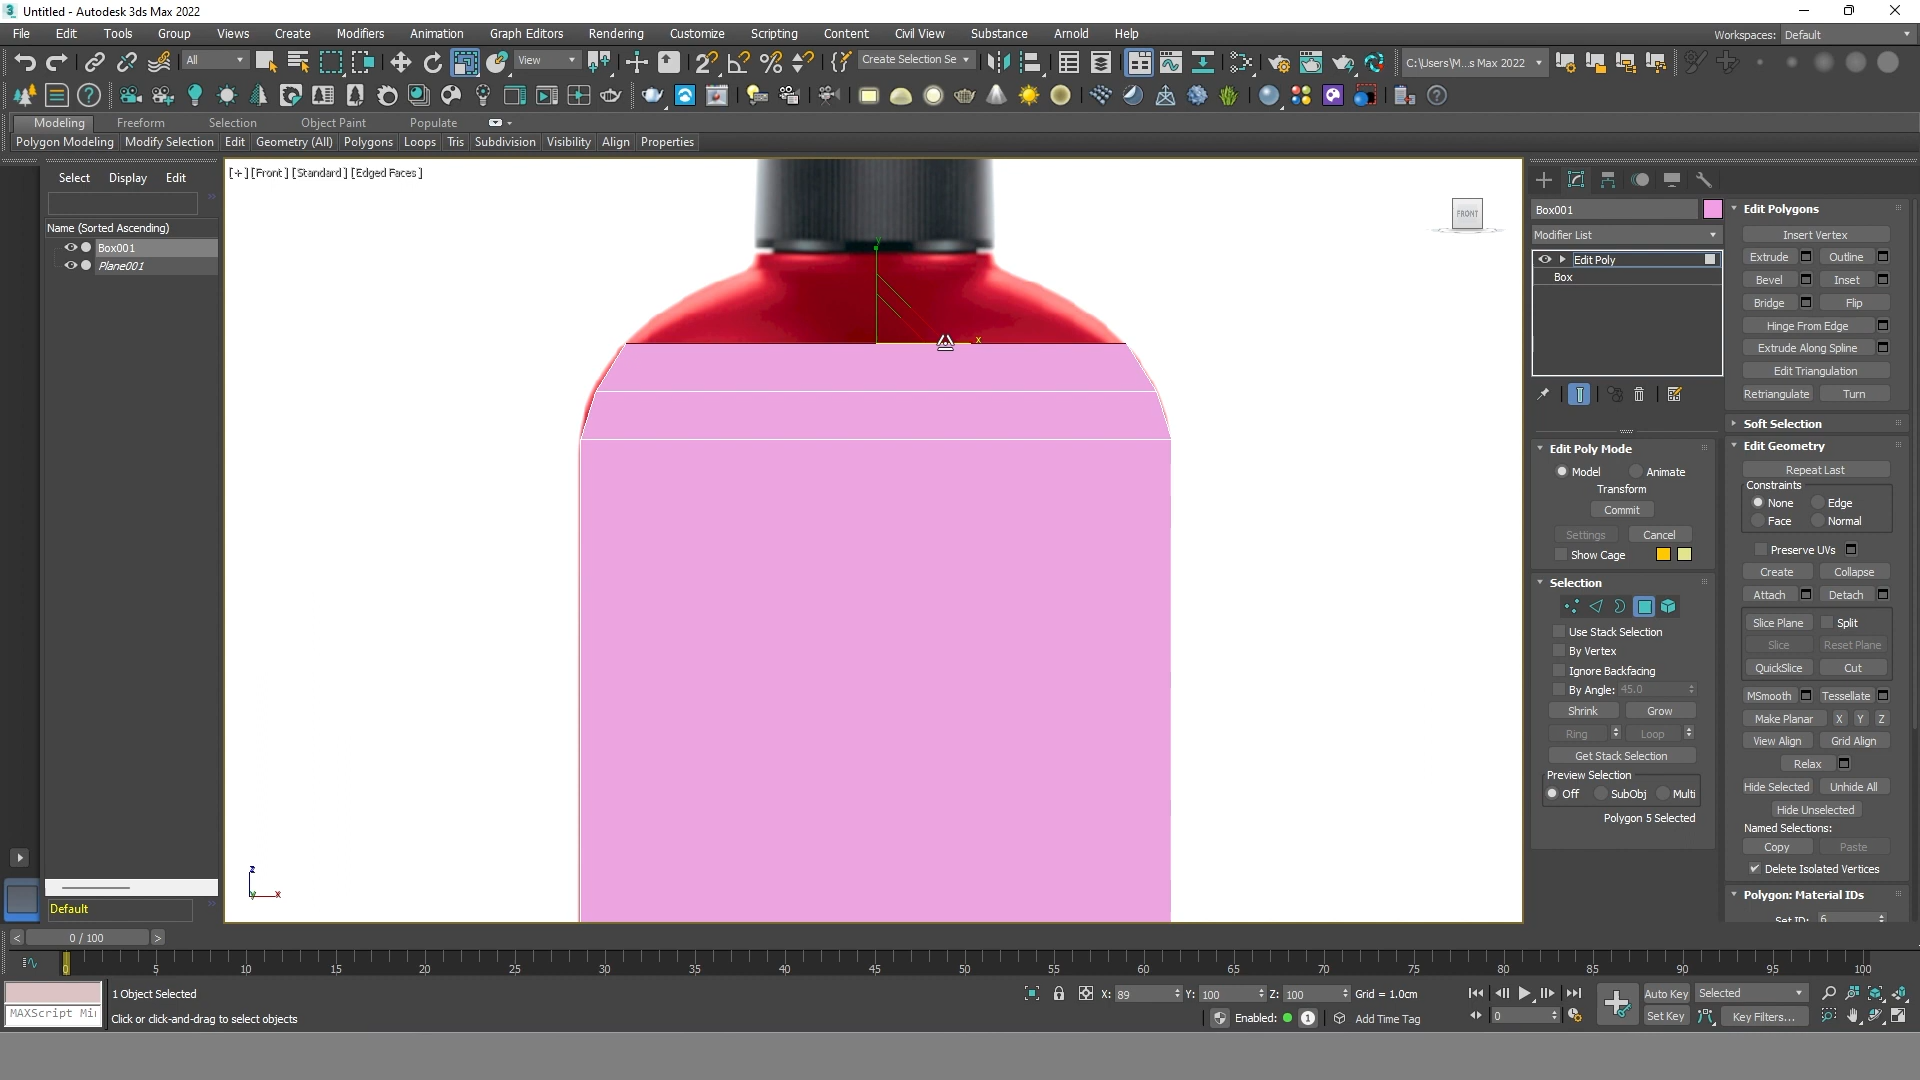 Untitled - Autodesk 3ds Max 2022
File Edit Tools Group Views Create Modifiers Animation Graph Editors Rendering Customize Scripting Content Civil View Substance Arnold Help Workspaces: Default
All View Create Selection Se C:\Users\M...s Max 2022
Modeling Freeform Selection Object Paint Populate
Polygon Modeling Modify Selection Edit Geometry (All) Polygons Loops Tris Subdivision Visibility Align Properties
Select Display Edit
Name (Sorted Ascending)
Box001
Plane001
Default
[+] [Front] [Standard] [Edged Faces]
FRONT
y
x
z
y x
Box001
Modifier List
Edit Poly
Box
Edit Poly Mode
Model Animate
Transform
Commit
Settings Cancel
Show Cage
Selection
Use Stack Selection
By Vertex
Ignore Backfacing
By Angle: 45.0
Shrink Grow
Ring Loop
Get Stack Selection
Preview Selection
Off SubObj Multi
Polygon 5 Selected
Edit Polygons
Insert Vertex
Extrude Outline
Bevel Inset
Bridge Flip
Hinge From Edge
Extrude Along Spline
Edit Triangulation
Retriangulate Turn
Soft Selection
Edit Geometry
Repeat Last
Constraints
None Edge
Face Normal
Preserve UVs
Create Collapse
Attach Detach
Slice Plane Split
Slice Reset Plane
QuickSlice Cut
MSmooth Tessellate
Make Planar X Y Z
View Align Grid Align
Relax
Hide Selected Unhide All
Hide Unselected
Named Selections:
Copy Paste
Delete Isolated Vertices
Polygon: Material IDs
Set ID: 6
< 0 / 100 >
0 5 10 15 20 25 30 35 40 45 50 55 60 65 70 75 80 85 90 95 100
1 Object Selected X: 89 Y: 100 Z: 100 Grid = 1.0cm Auto Key Selected
MAXScript Mi Click or click-and-drag to select objects Enabled: 1 Add Time Tag 0 Set Key Key Filters...